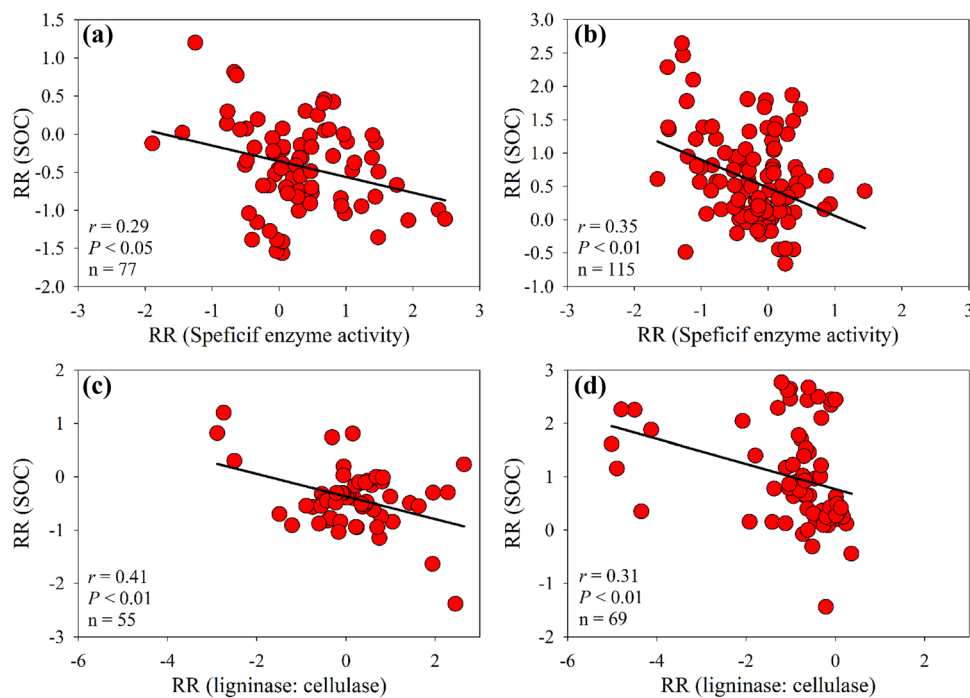 (a)
1.5
1.0
0.5
-0.0
-0.5
-1.0
-1.5
-2.0
RR (SOC)
r = 0.29
P < 0.05
n = 77
-3 -2 -1 0 1 2 3
RR (Speficif enzyme activity)
(b)
3.0
2.5
2.0
1.5
1.0
0.5
0.0
0.5
1.0
RR (SOC)
r = 0.35
P < 0.01
n = 115
-3 -2 -1 0 1 2 3
RR (Speficif enzyme activity)
(c)
2
1
0
-1
-2
-3
RR (SOC)
r = 0.41
P < 0.01
n = 55
-6 -4 -2 0 2
RR (ligninase: cellulase)
(d)
3
2
1
0
1
2
RR (SOC)
r = 0.31
P < 0.01
n = 69
-6 -4 -2 0 2
RR (ligninase: cellulase)